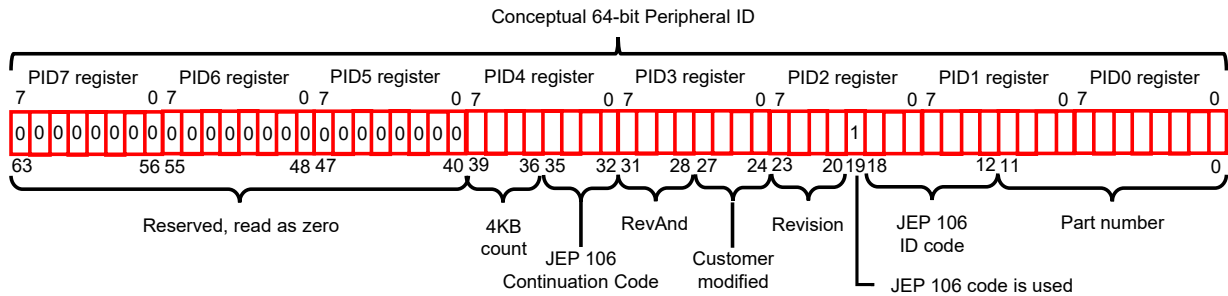 Conceptual 64-bit Peripheral ID
PID7 register PID6 register PID5 register PID4 register PID3 register PID2 register PID1 register PID0 register
7 0 7 0 7 0 7 0 7 0 7 0 7 0 7 0
0 0 0 0 0 0 0 0 0 0 0 0 0 0 0 0 0 0 0 0 0 0 0 0 1
63 56 55 48 47 40 39 36 35 32 31 28 27 24 23 20 19 18 12 11 0
Reserved, read as zero 4KB RevAnd Revision JEP 106 Part number
count ID code
JEP 106 Customer
Continuation Code modified JEP 106 code is used